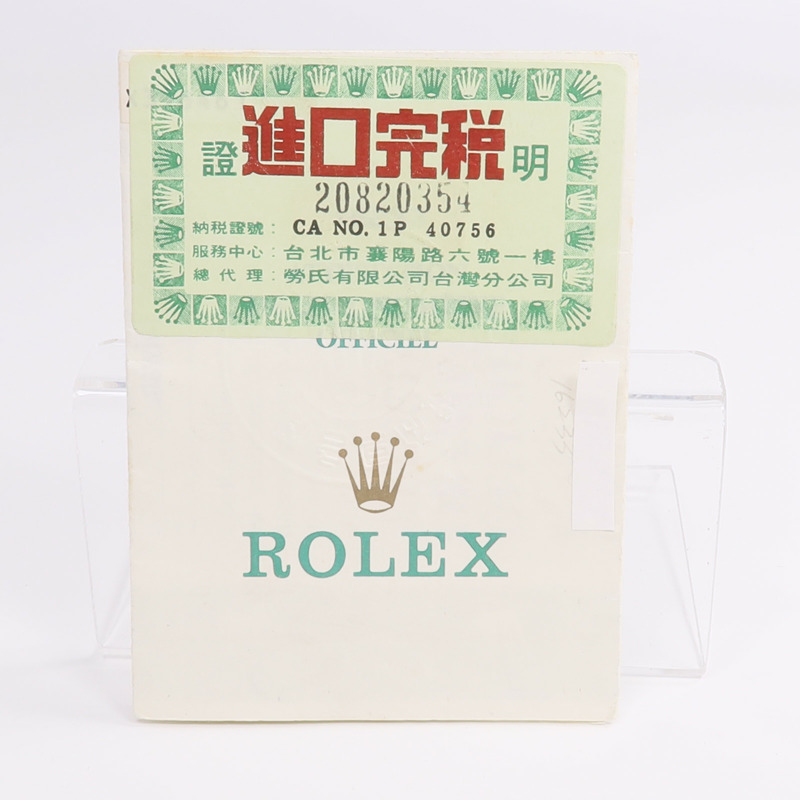 證進口完税明
20820354
納税證號： CA NO. 1P 40756
服務中心：台北市襄陽路六號一樓
總代理：勞氏有限公司台灣分公司
OFFICIEL
ROLEX